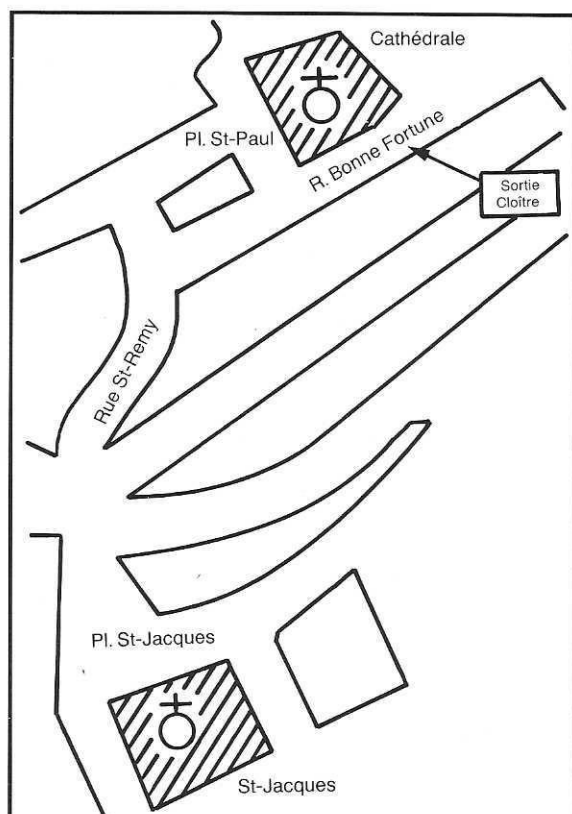 Cathédrale
Pl. St-Paul
R. Bonne Fortune
Sortie
Cloître
Rue St-Remy
Pl. St-Jacques
St-Jacques